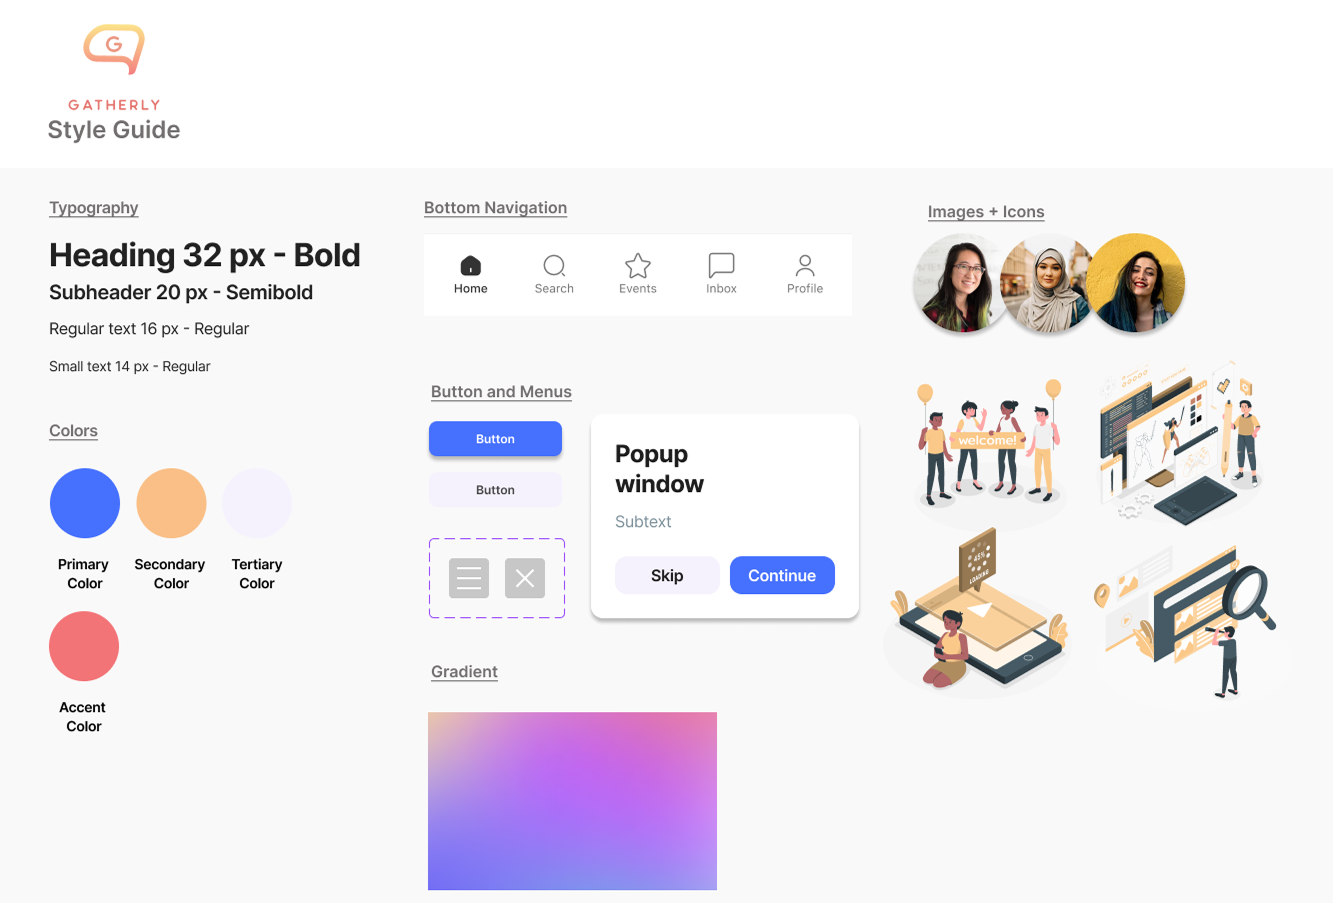 G
GATHERLY
Style Guide
Typography
Heading 32 px - Bold
Subheader 20 px - Semibold
Regular text 16 px - Regular
Small text 14 px - Regular
Colors
Primary
Color
Secondary
Color
Tertiary
Color
Accent
Color
Bottom Navigation
Home
Search
Events
Inbox
Profile
Button and Menus
Button
Button
Popup
window
Subtext
Skip
Continue
Gradient
Images + Icons
welcome!
45%
LOADING